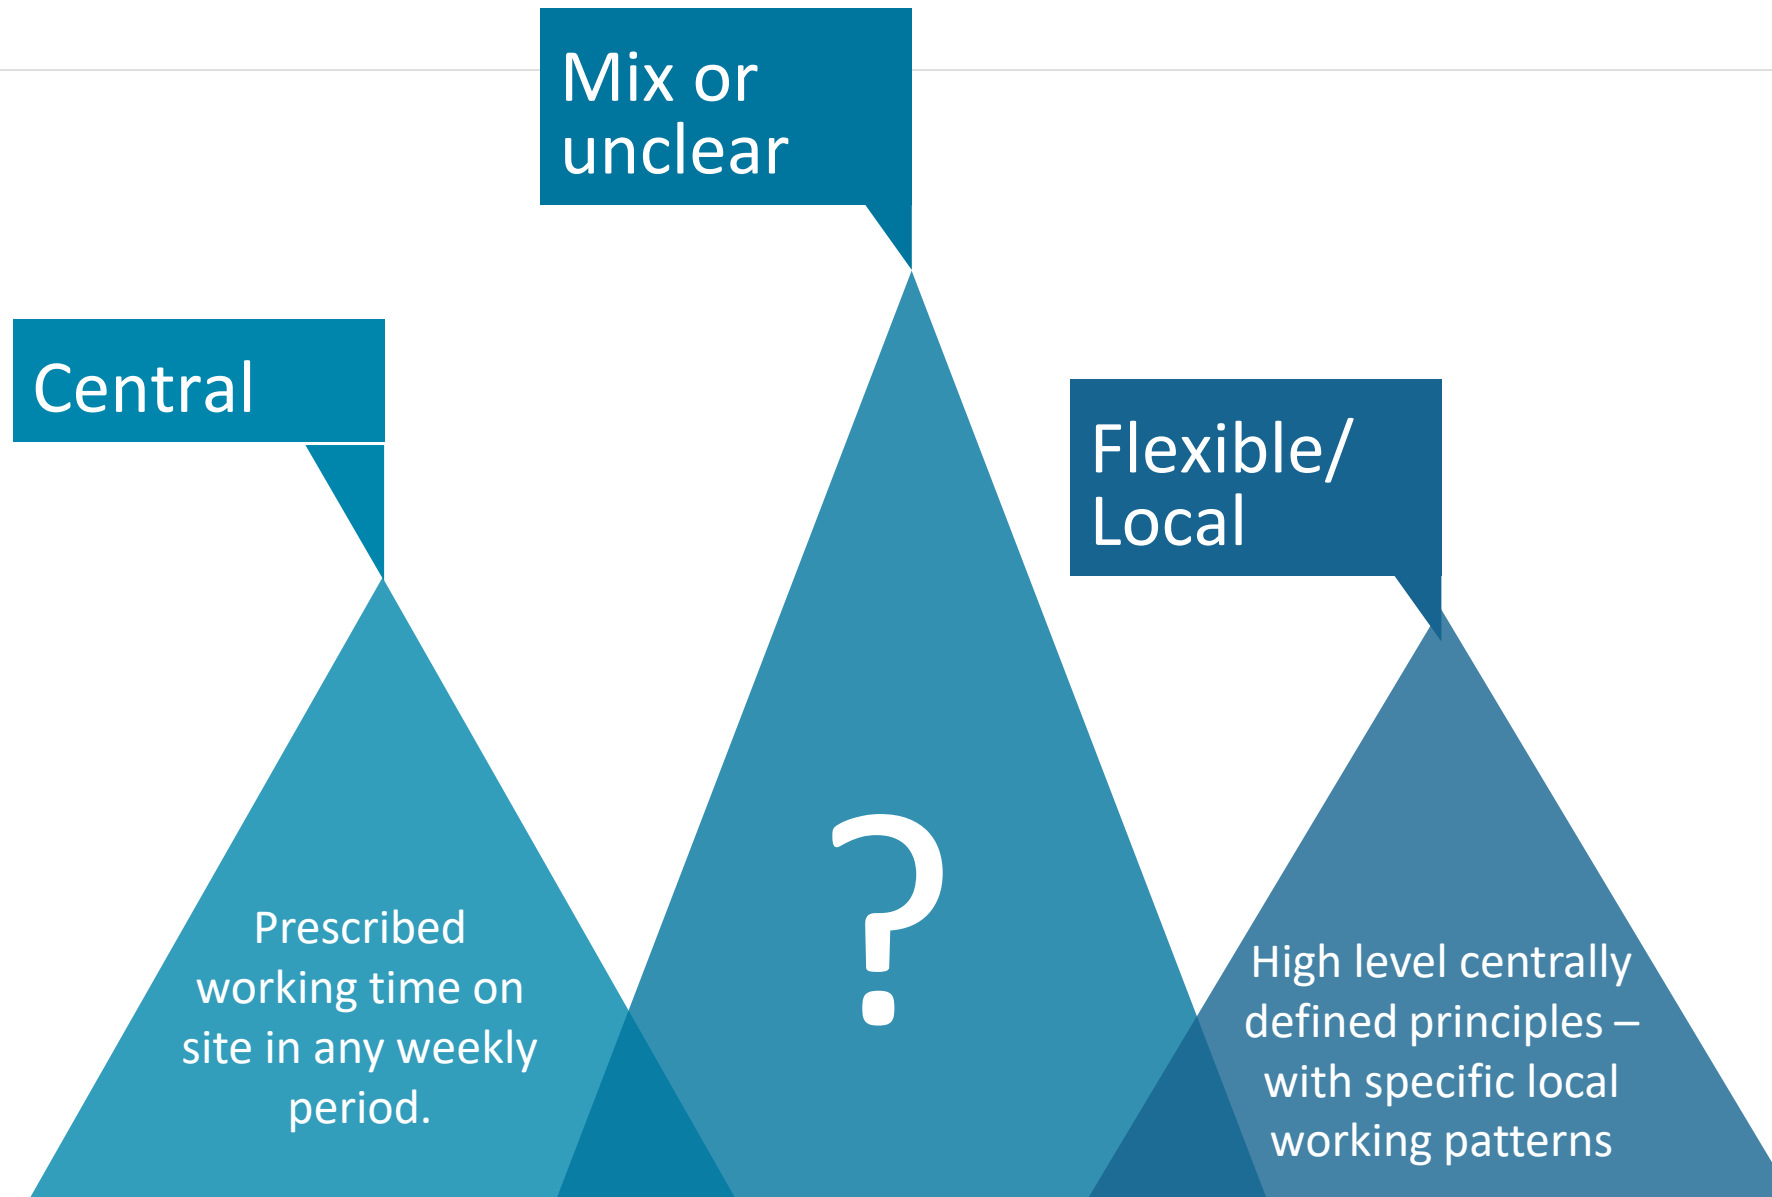 Mix or
unclear
Central
Flexible/
Local
?
Prescribed
working time on
site in any weekly
period.
High level centrally
defined principles –
with specific local
working patterns